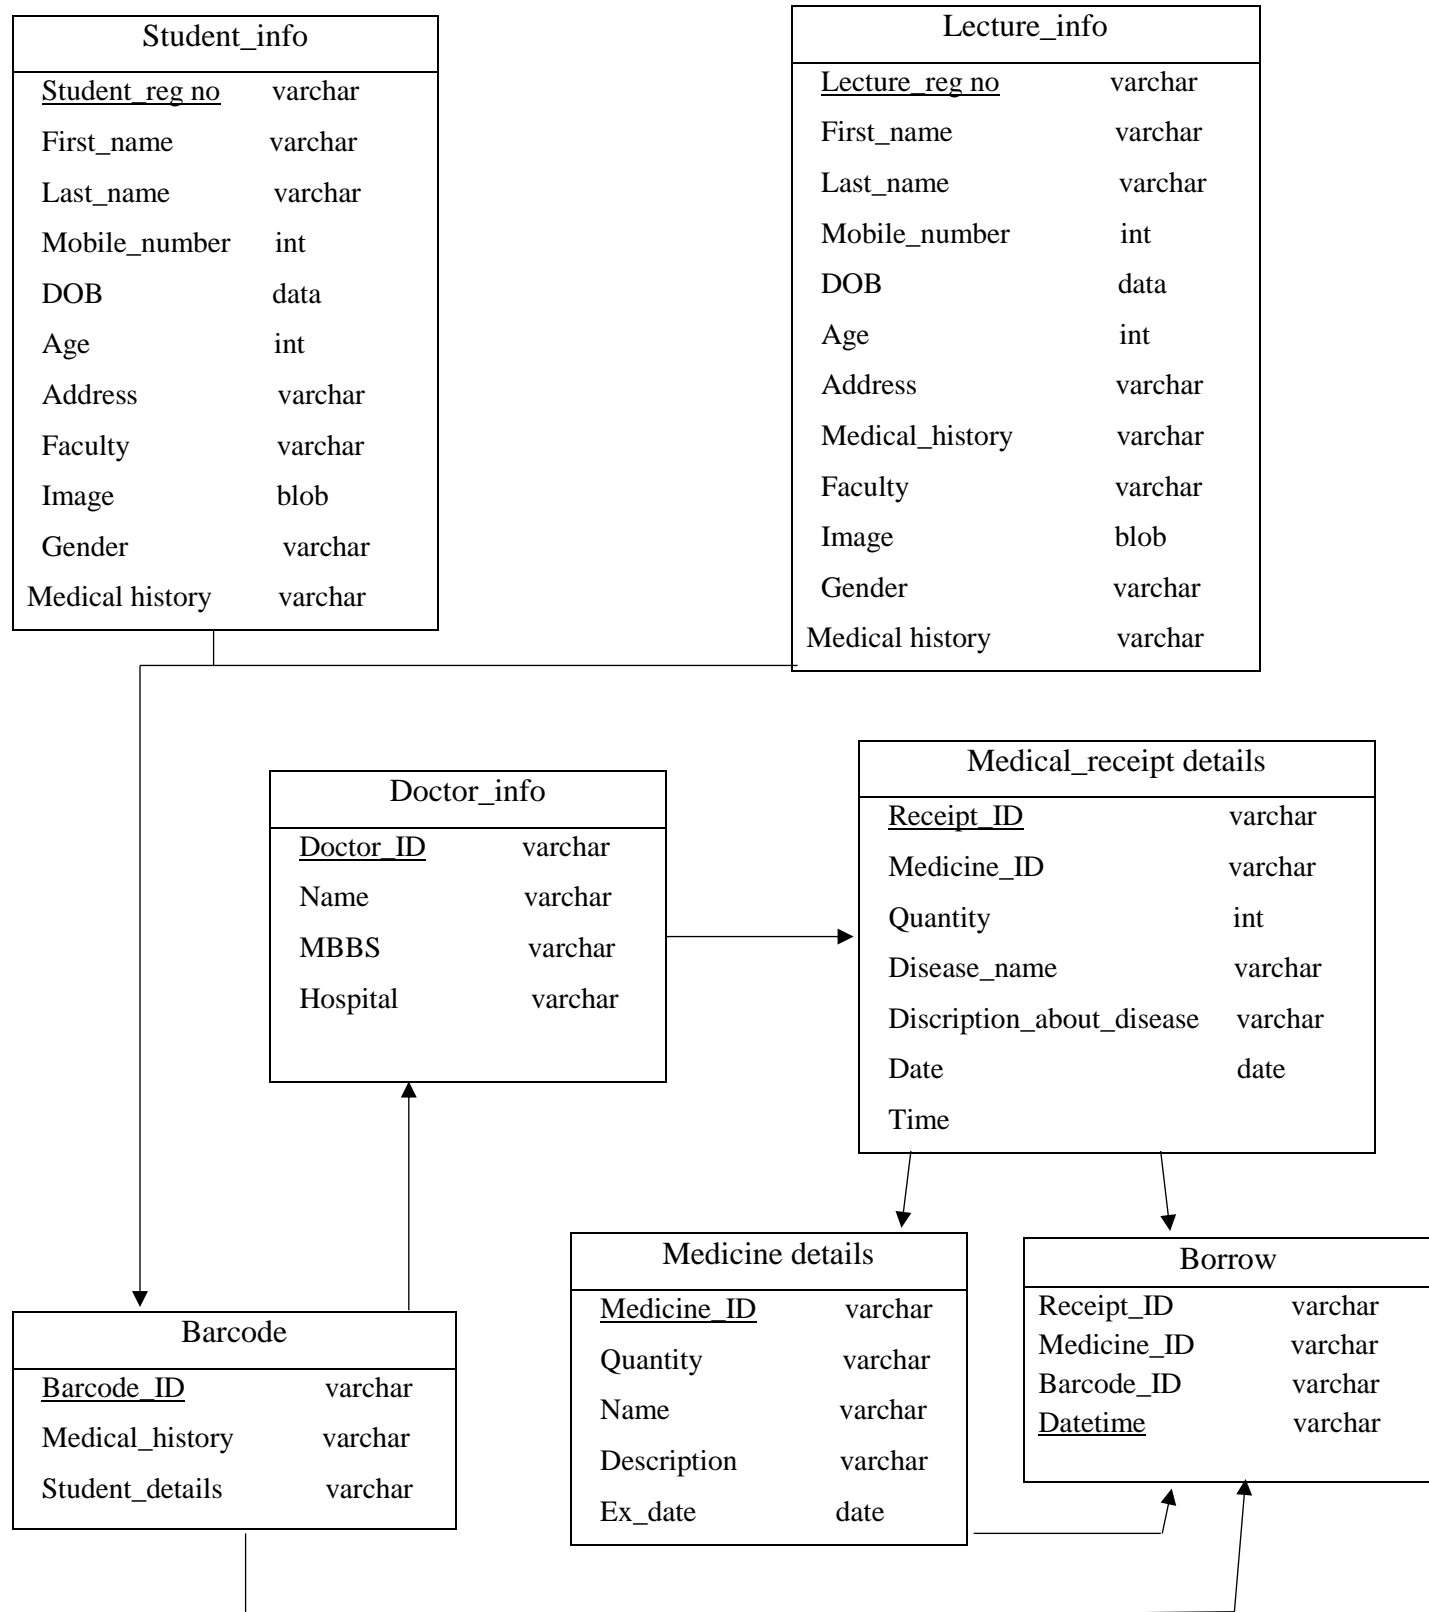 Student_info
Student_reg no varchar
First_name varchar
Last_name varchar
Mobile_number int
DOB data
Age int
Address varchar
Faculty varchar
Image blob
Gender varchar
Medical history varchar
Lecture_info
Lecture_reg no varchar
First_name varchar
Last_name varchar
Mobile_number int
DOB data
Age int
Address varchar
Medical_history varchar
Faculty varchar
Image blob
Gender varchar
Medical history varchar
Doctor_info
Doctor_ID varchar
Name varchar
MBBS varchar
Hospital varchar
Medical_receipt details
Receipt_ID varchar
Medicine_ID varchar
Quantity int
Disease_name varchar
Discription_about_disease varchar
Date date
Time
Barcode
Barcode_ID varchar
Medical_history varchar
Student_details varchar
Medicine details
Medicine_ID varchar
Quantity varchar
Name varchar
Description varchar
Ex_date date
Borrow
Receipt_ID varchar
Medicine_ID varchar
Barcode_ID varchar
Datetime varchar